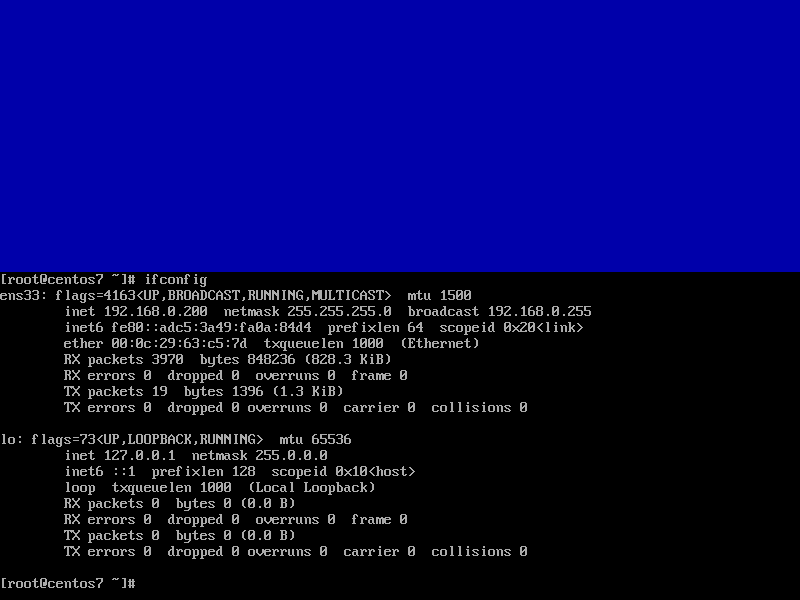 [root@centos7 ~]# ifconfig
ens33: flags=4163<UP,BROADCAST,RUNNING,MULTICAST>  mtu 1500
        inet 192.168.0.200  netmask 255.255.255.0  broadcast 192.168.0.255
        inet6 fe80::adc5:3a49:fa0a:84d4  prefixlen 64  scopeid 0x20<link>
        ether 00:0c:29:63:c5:7d  txqueuelen 1000  (Ethernet)
        RX packets 3970  bytes 848236 (828.3 KiB)
        RX errors 0  dropped 0  overruns 0  frame 0
        TX packets 19  bytes 1396 (1.3 KiB)
        TX errors 0  dropped 0 overruns 0  carrier 0  collisions 0

lo: flags=73<UP,LOOPBACK,RUNNING>  mtu 65536
        inet 127.0.0.1  netmask 255.0.0.0
        inet6 ::1  prefixlen 128  scopeid 0x10<host>
        loop  txqueuelen 1000  (Local Loopback)
        RX packets 0  bytes 0 (0.0 B)
        RX errors 0  dropped 0  overruns 0  frame 0
        TX packets 0  bytes 0 (0.0 B)
        TX errors 0  dropped 0 overruns 0  carrier 0  collisions 0

[root@centos7 ~]#